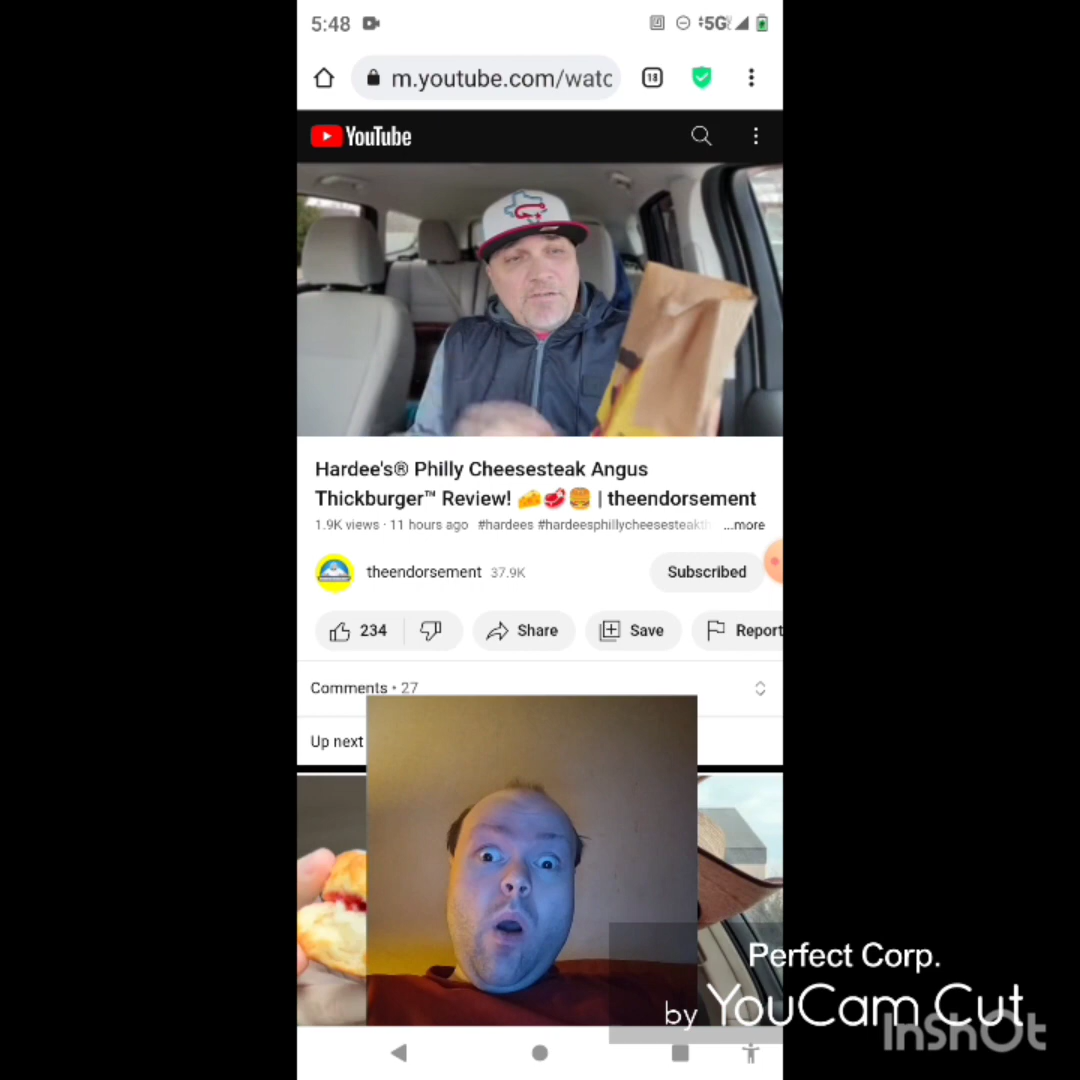 5:48
5G
m.youtube.com/watc
18
YouTube
Hardee's® Philly Cheesesteak Angus
Thickburger™ Review! 🧀🥩🍔 | theendorsement
1.9K views · 11 hours ago #hardees #hardeesphillycheesesteakth ...more
theendorsement 37.9K
Subscribed
234
Share
Save
Report
Comments • 27
Up next
Perfect Corp.
by YouCam Cut
InShOt